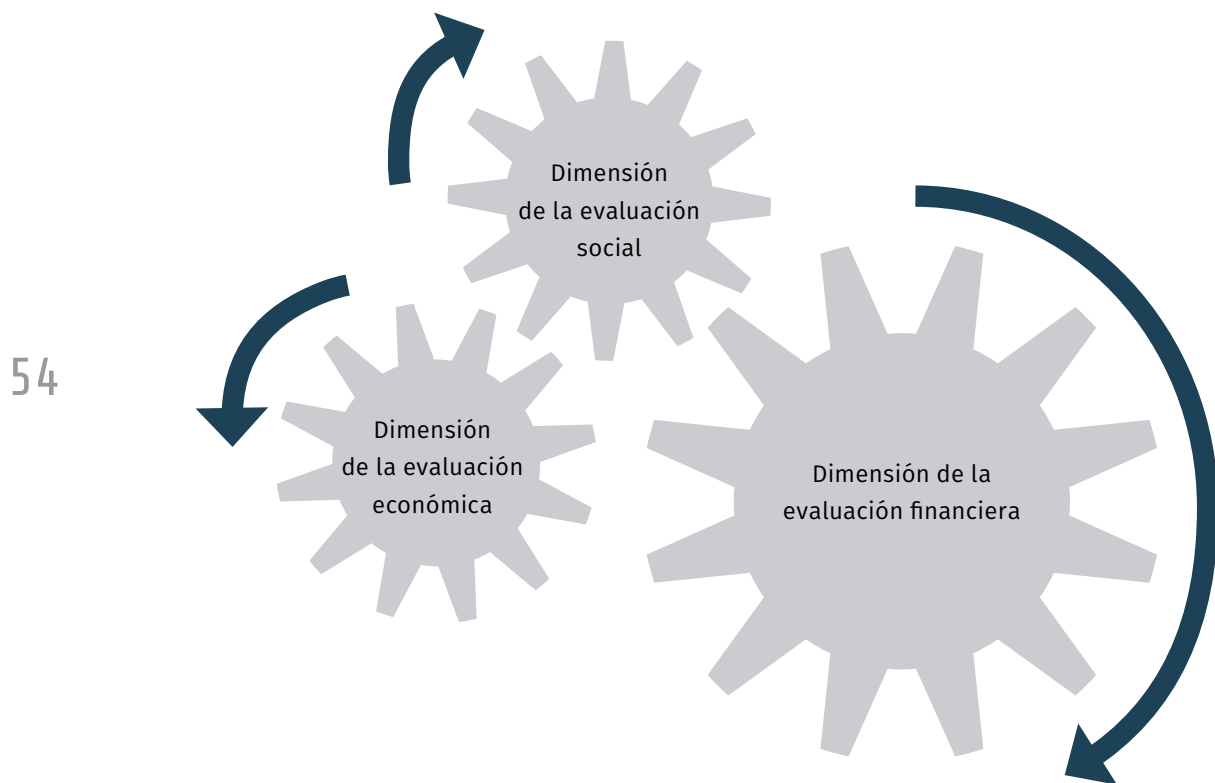 Dimensión
de la evaluación
social
54
Dimensión
de la evaluación
económica
Dimensión de la
evaluación financiera